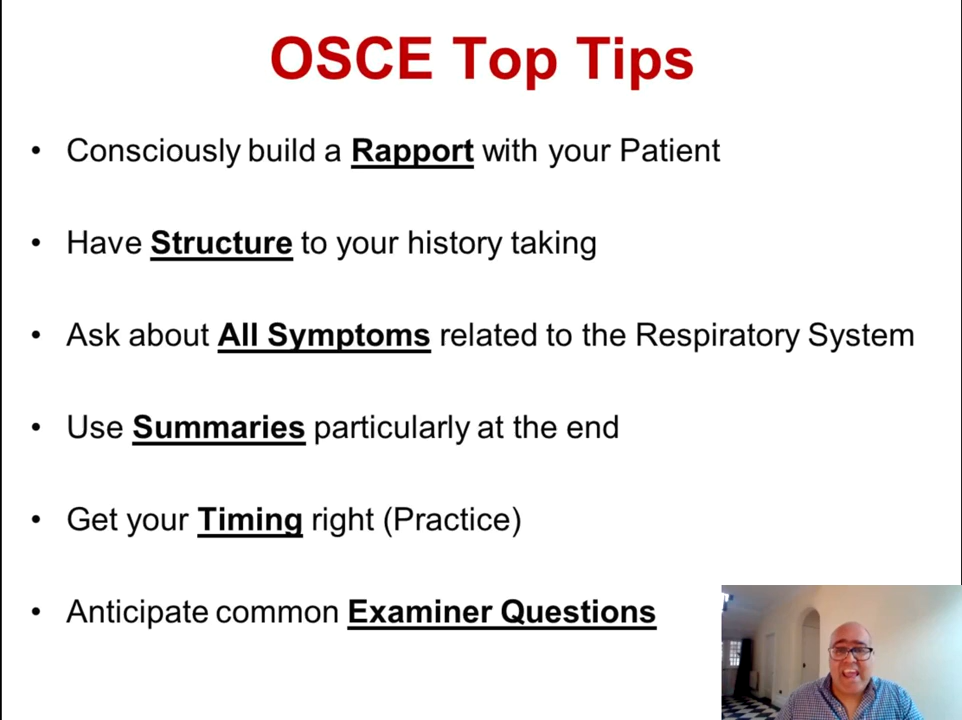 OSCE Top Tips
• Consciously build a Rapport with your Patient
• Have Structure to your history taking
• Ask about All Symptoms related to the Respiratory System
• Use Summaries particularly at the end
• Get your Timing right (Practice)
• Anticipate common Examiner Questions